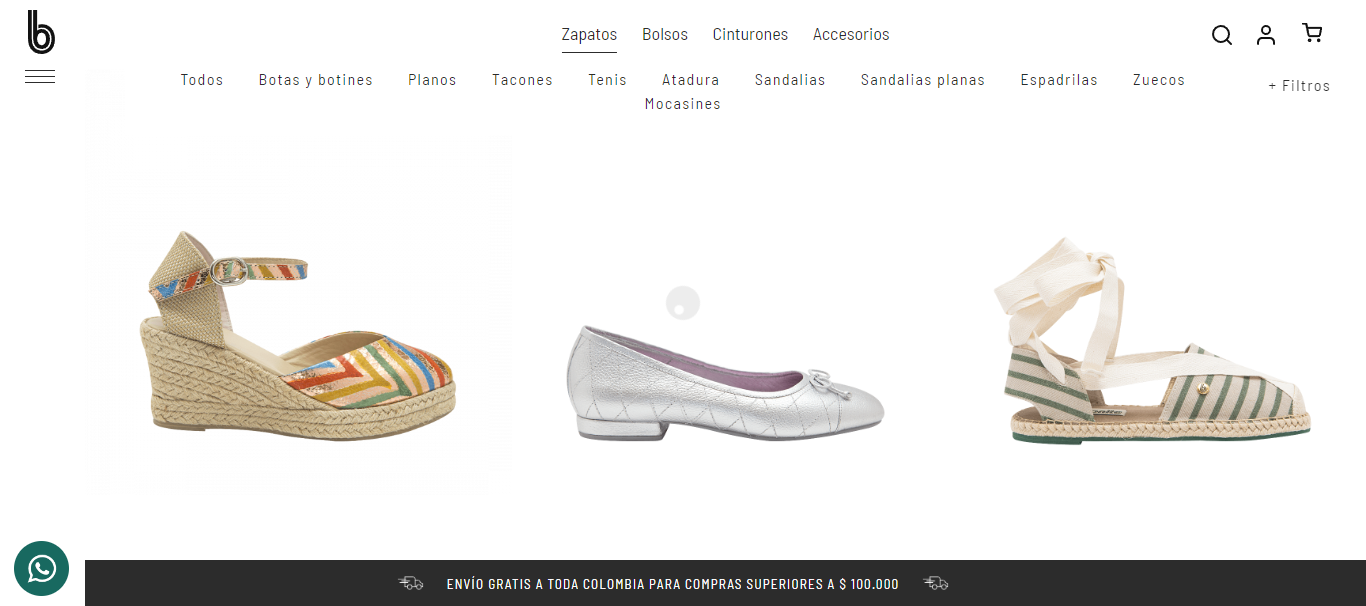 b
Zapatos Bolsos Cinturones Accesorios
Todos Botas y botines Planos Tacones Tenis Atadura Sandalias Sandalias planas Espadrilas Zuecos
Mocasines
+ Filtros
ENVÍO GRATIS A TODA COLOMBIA PARA COMPRAS SUPERIORES A $ 100.000